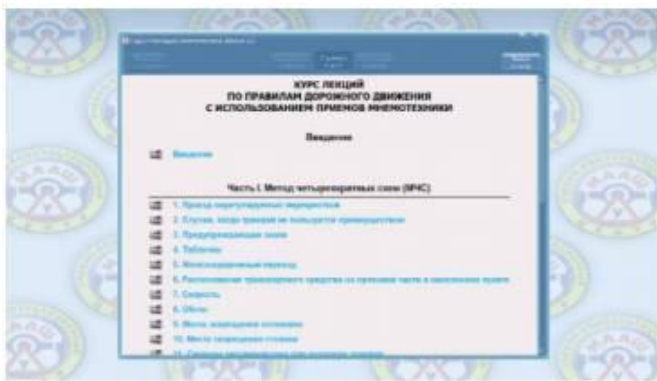 КУРС ЛЕКЦИЙ
ПО ПРАВИЛАМ ДОРОЖНОГО ДВИЖЕНИЯ
С ИСПОЛЬЗОВАНИЕМ ПРИЕМОВ МНЕМОТЕХНИКИ
Введение
Введение
Часть I. Метод четырехкратных схем (МЧС)
1. Проезд нерегулируемых перекрестков
2. Случаи, когда трамвай не пользуется преимуществом
3. Предупреждающие знаки
4. Таблички
5. Железнодорожный переезд
6. Расположение транспортного средства на проезжей части в населенном пункте
7. Скорость
8. Обгон
9. Места запрещения остановки
10. Места запрещения стоянки